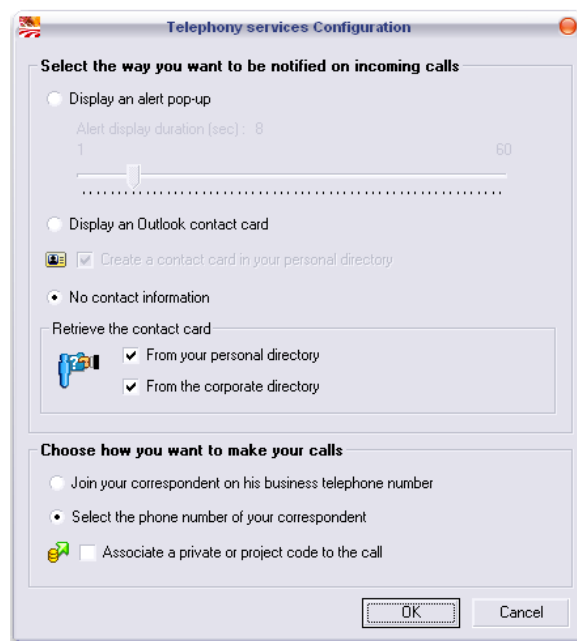 Telephony services Configuration
Select the way you want to be notified on incoming calls
Display an alert pop-up
Alert display duration (sec) : 8
1 60
Display an Outlook contact card
Create a contact card in your personal directory
No contact information
Retrieve the contact card
From your personal directory
From the corporate directory
Choose how you want to make your calls
Join your correspondent on his business telephone number
Select the phone number of your correspondent
Associate a private or project code to the call
OK Cancel